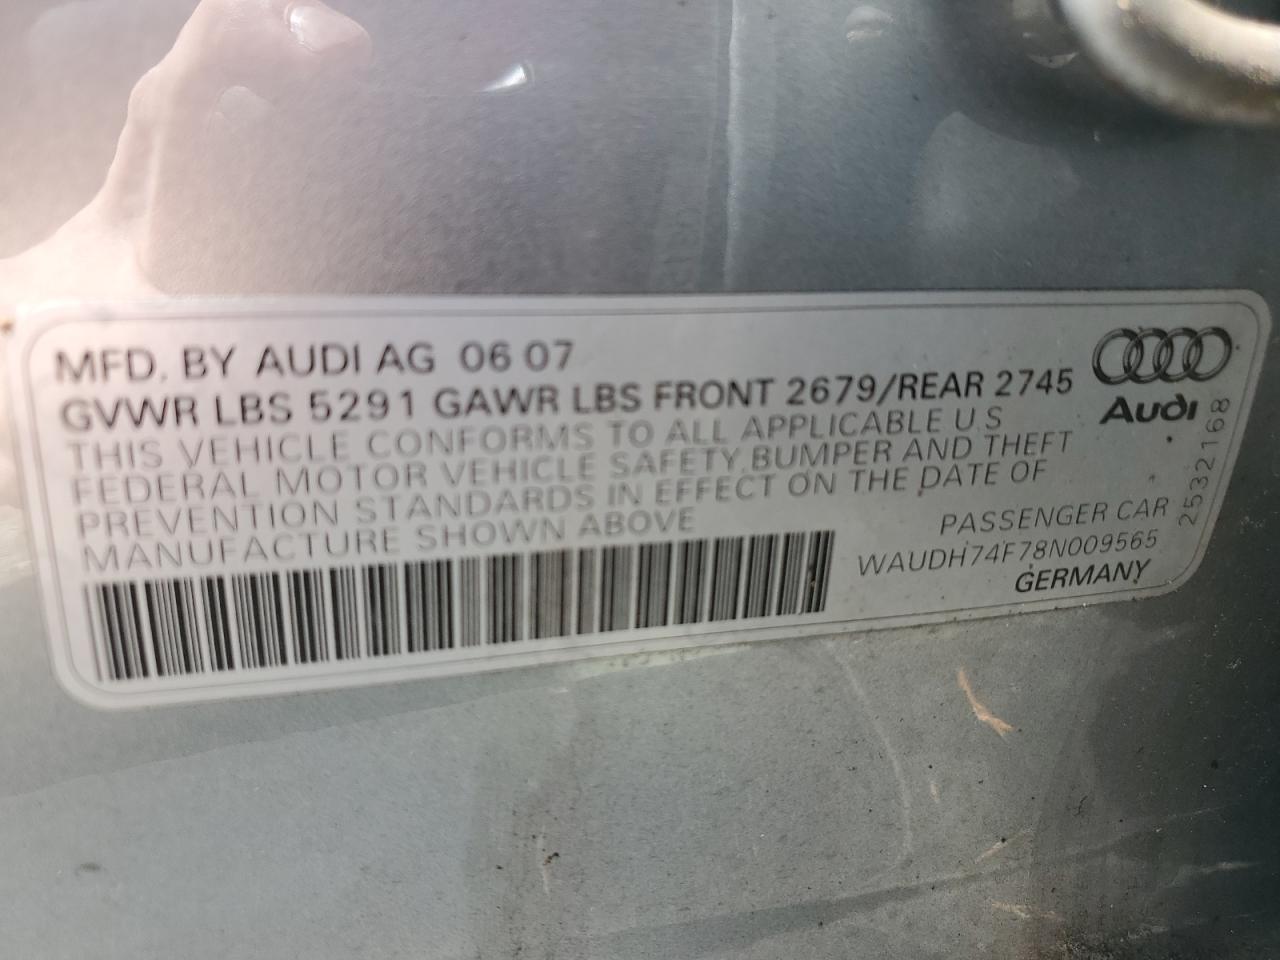 MFD. BY AUDI AG 06 07
GVWR LBS 5291 GAWR LBS FRONT 2679/REAR 2745
THIS VEHICLE CONFORMS TO ALL APPLICABLE U S
FEDERAL MOTOR VEHICLE SAFETY, BUMPER AND THEFT
PREVENTION STANDARDS IN EFFECT ON THE DATE OF
MANUFACTURE SHOWN ABOVE
Audi
2532168
PASSENGER CAR
WAUDH74F78N009565
GERMANY